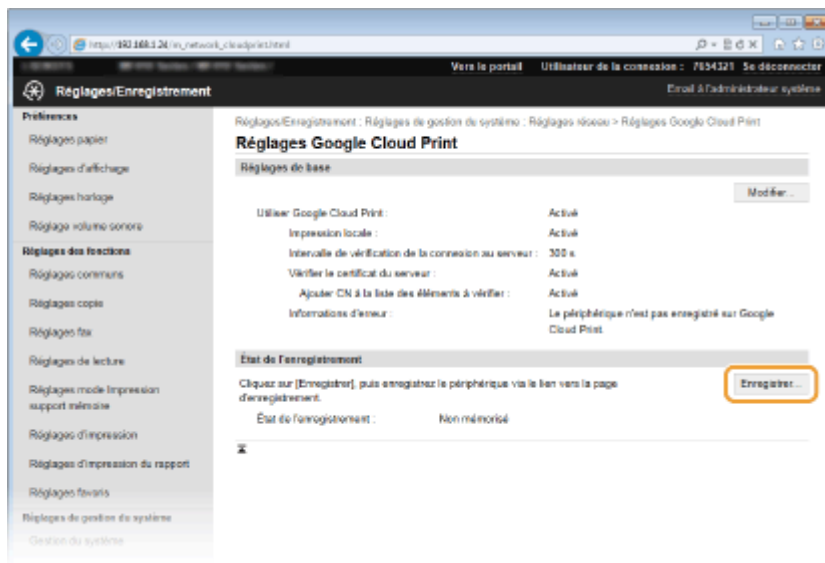 http://192.168.1.24/m_network_cloudprint.html
Vers le portail Utilisateur de la connexion : 7654321 Se déconnecter
Réglages/Enregistrement Email à l'administrateur système
Préférences
Réglages papier
Réglages d'affichage
Réglages horloge
Réglage volume sonore
Réglages des fonctions
Réglages communs
Réglages copie
Réglages fax
Réglages de lecture
Réglages mode Impression
support mémoire
Réglages d'impression
Réglages d'impression du rapport
Réglages favoris
Réglages de gestion du système
Gestion du système
Réglages/Enregistrement : Réglages de gestion du système : Réglages réseau > Réglages Google Cloud Print
Réglages Google Cloud Print
Réglages de base
Modifier...
Utiliser Google Cloud Print : Activé
Impression locale : Activé
Intervalle de vérification de la connexion au serveur : 300 s
Vérifier le certificat du serveur : Activé
Ajouter CN à la liste des éléments à vérifier : Activé
Informations d'erreur : Le périphérique n'est pas enregistré sur Google
Cloud Print.
État de l'enregistrement
Cliquez sur [Enregistrer], puis enregistrez le périphérique via le lien vers la page
d'enregistrement.
Enregistrer...
État de l'enregistrement : Non mémorisé